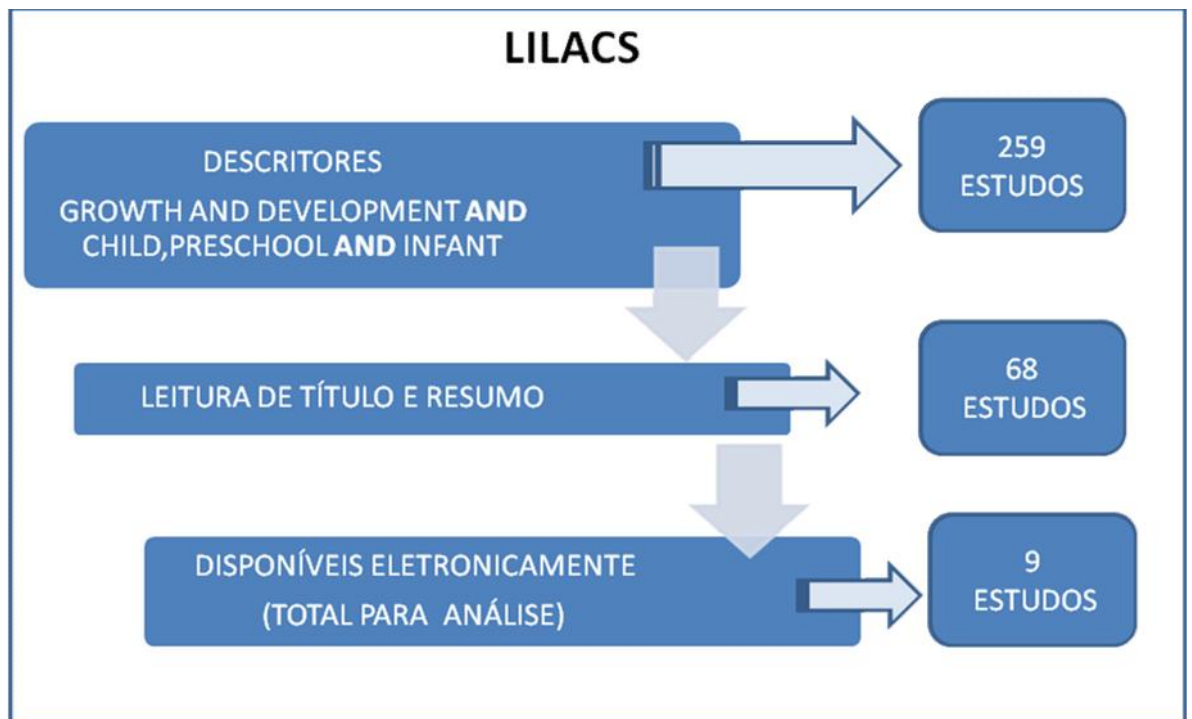 LILACS
DESCRITORES
GROWTH AND DEVELOPMENT AND
CHILD,PRESCHOOL AND INFANT
259
ESTUDOS
LEITURA DE TÍTULO E RESUMO
68
ESTUDOS
DISPONÍVEIS ELETRONICAMENTE
(TOTAL PARA ANÁLISE)
9
ESTUDOS